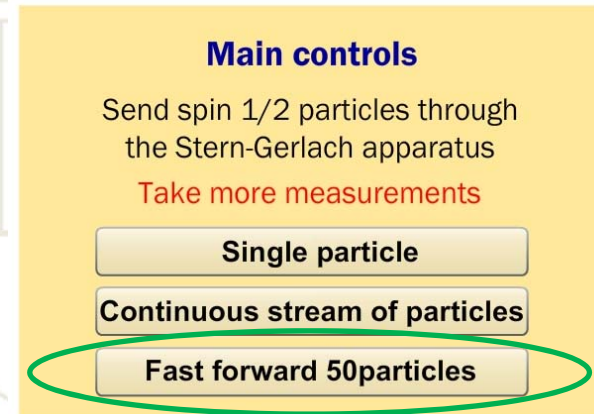 Main controls
Send spin 1/2 particles through
the Stern-Gerlach apparatus
Take more measurements
Single particle
Continuous stream of particles
Fast forward 50particles